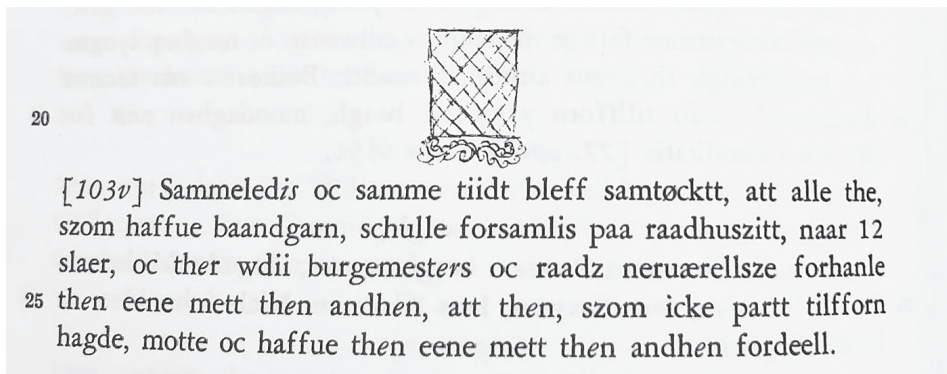 20
[103v] Sammeledis oc samme tiidt bleff samtøcktt, att alle the,
szom haffue baandgarn, schulle forsamlis paa raadhuszitt, naar 12
slaer, oc ther wdii burgemesters oc raadz neruærellsze forhanle
25 then eene mett then andhen, att then, szom icke partt tilfforn
hagde, motte oc haffue then eene mett then andhen fordeell.